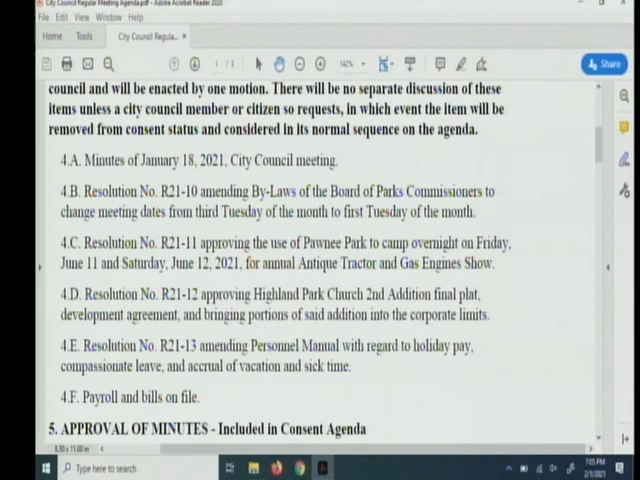 City Council Regular Meeting Agenda.pdf - Adobe Acrobat Reader
File Edit View Window Help
Home Tools City Council Regula... ×
1 / 3
142%
Share
council and will be enacted by one motion. There will be no separate discussion of these
items unless a city council member or citizen so requests, in which event the item will be
removed from consent status and considered in its normal sequence on the agenda.
4.A. Minutes of January 18, 2021, City Council meeting.
4.B. Resolution No. R21-10 amending By-Laws of the Board of Parks Commissioners to
change meeting dates from third Tuesday of the month to first Tuesday of the month.
4.C. Resolution No. R21-11 approving the use of Pawnee Park to camp overnight on Friday,
June 11 and Saturday, June 12, 2021, for annual Antique Tractor and Gas Engines Show.
4.D. Resolution No. R21-12 approving Highland Park Church 2nd Addition final plat,
development agreement, and bringing portions of said addition into the corporate limits.
4.E. Resolution No. R21-13 amending Personnel Manual with regard to holiday pay,
compassionate leave, and accrual of vacation and sick time.
4.F. Payroll and bills on file.
5. APPROVAL OF MINUTES - Included in Consent Agenda
8.50 x 11.00 in
Type here to search
7:05 PM
2/1/2021